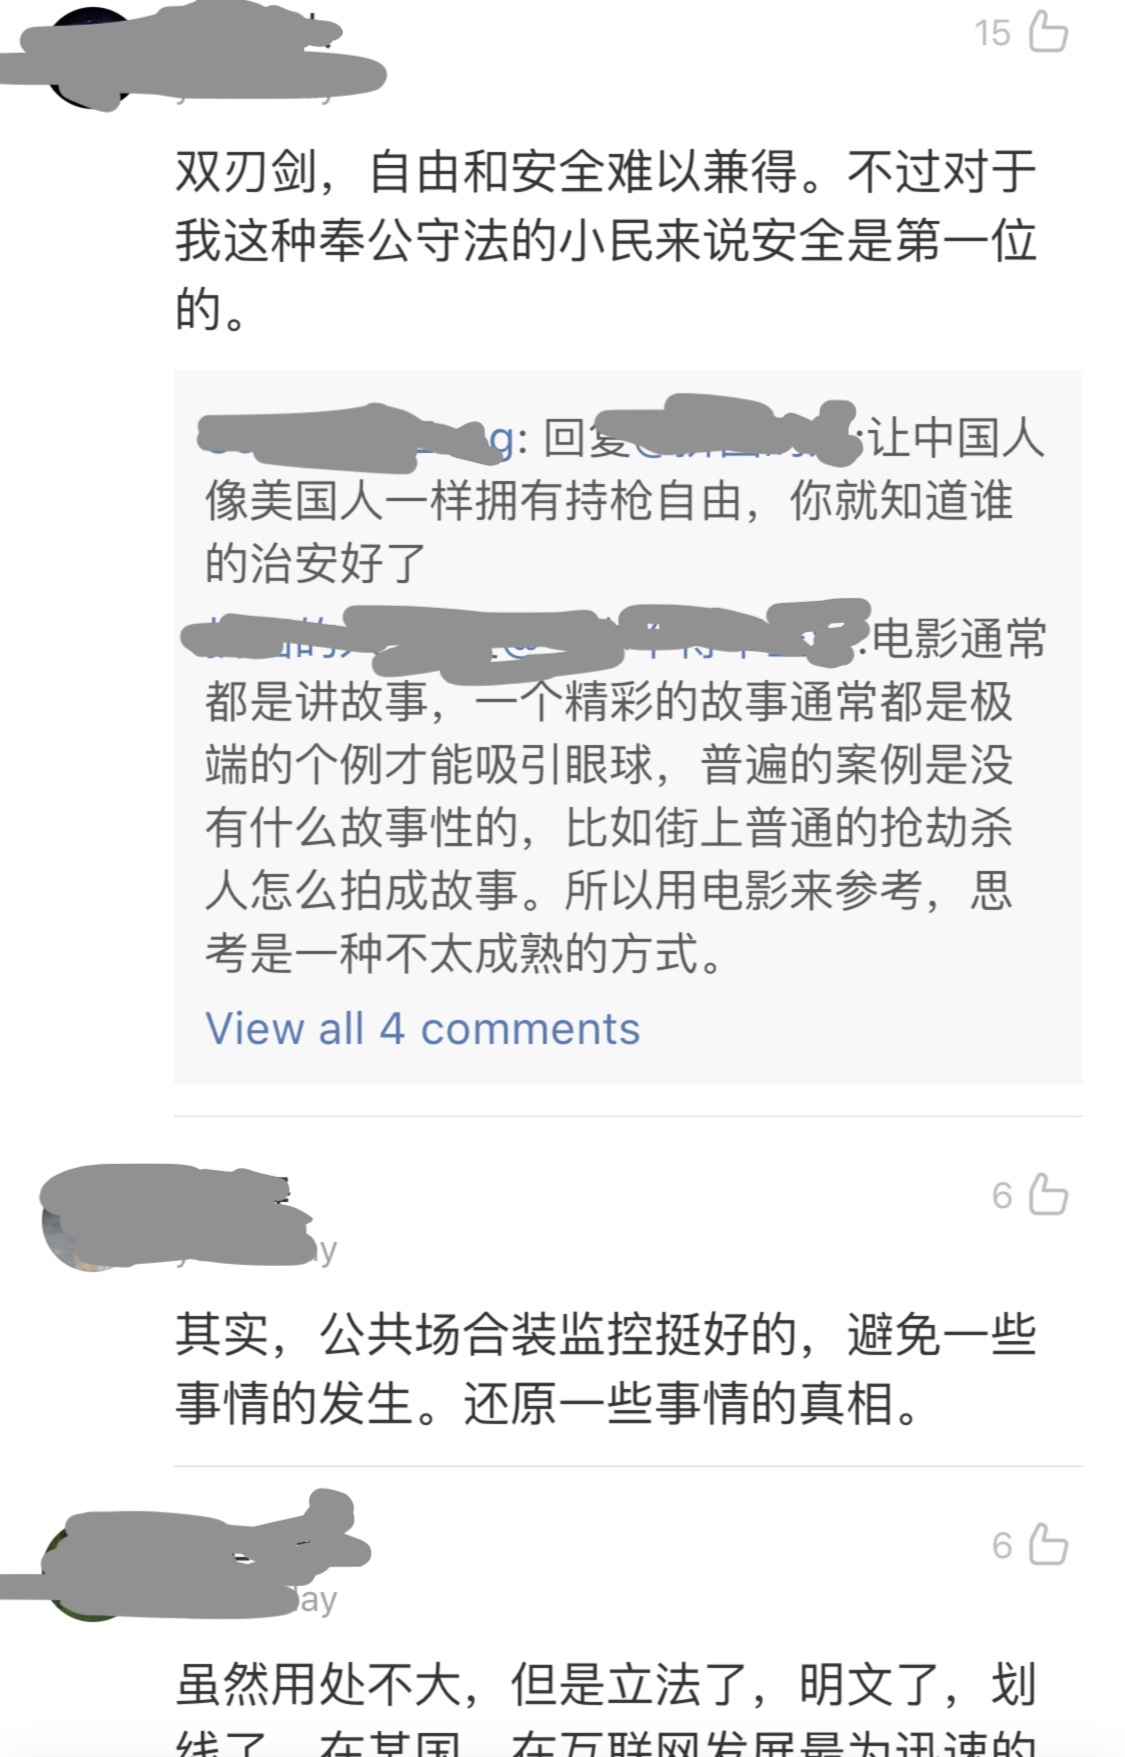 15
双刃剑，自由和安全难以兼得。不过对于
我这种奉公守法的小民来说安全是第一位
的。
g: 回复 :让中国人
像美国人一样拥有持枪自由，你就知道谁
的治安好了
:电影通常
都是讲故事，一个精彩的故事通常都是极
端的个例才能吸引眼球，普遍的案例是没
有什么故事性的，比如街上普通的抢劫杀
人怎么拍成故事。所以用电影来参考，思
考是一种不太成熟的方式。
View all 4 comments
6
ay
其实，公共场合装监控挺好的，避免一些
事情的发生。还原一些事情的真相。
6
ay
虽然用处不大，但是立法了，明文了，划
线了，在某国，在互联网发展最为迅速的